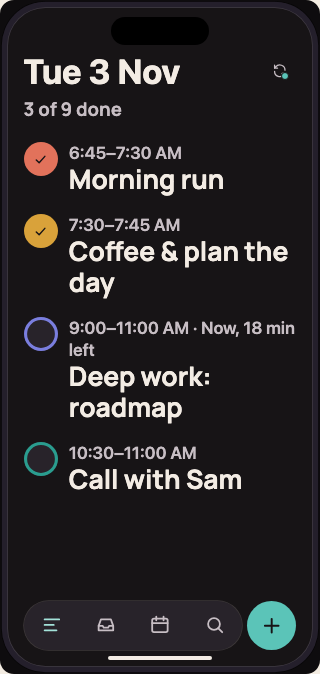 Tue 3 Nov
3 of 9 done
6:45–7:30 AM
Morning run
7:30–7:45 AM
Coffee & plan the
day
9:00–11:00 AM · Now, 18 min
left
Deep work:
roadmap
10:30–11:00 AM
Call with Sam